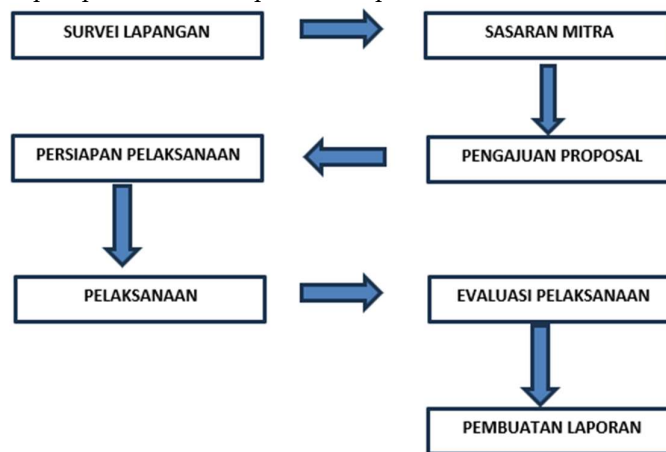 SURVEI LAPANGAN
SASARAN MITRA
PENGAJUAN PROPOSAL
PERSIAPAN PELAKSANAAN
PELAKSANAAN
EVALUASI PELAKSANAAN
PEMBUATAN LAPORAN